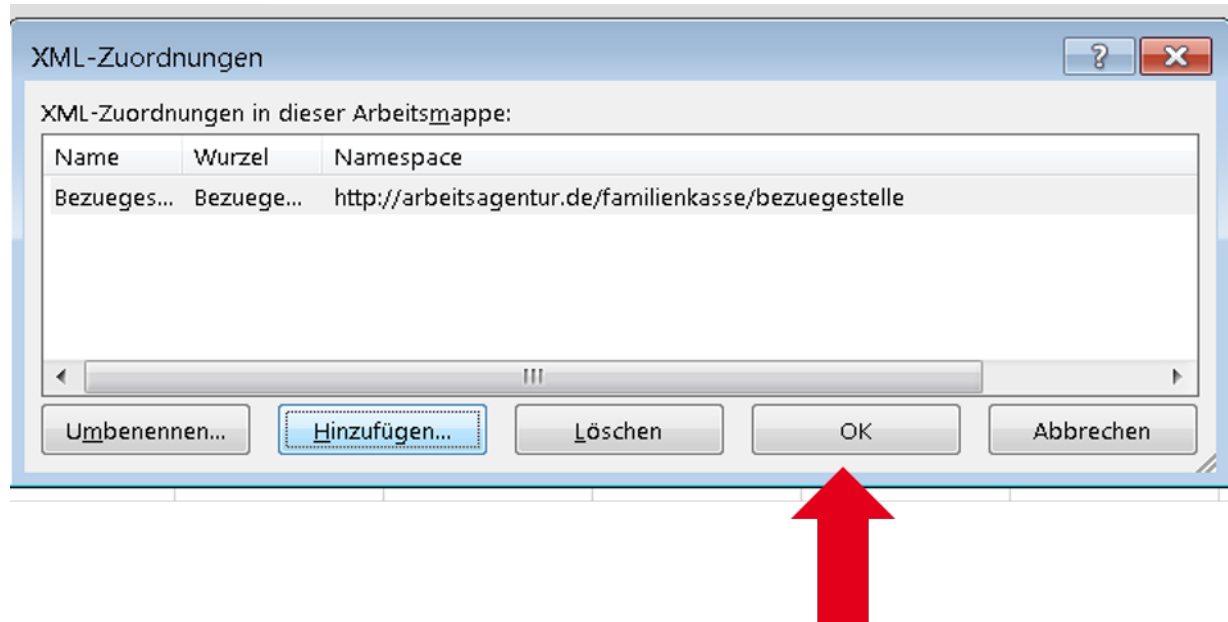 XML-Zuordnungen
XML-Zuordnungen in dieser Arbeitsmappe:
Name Wurzel Namespace
Bezueges... Bezuege... http://arbeitsagentur.de/familienkasse/bezuegestelle
Umbenennen... Hinzufügen... Löschen OK Abbrechen